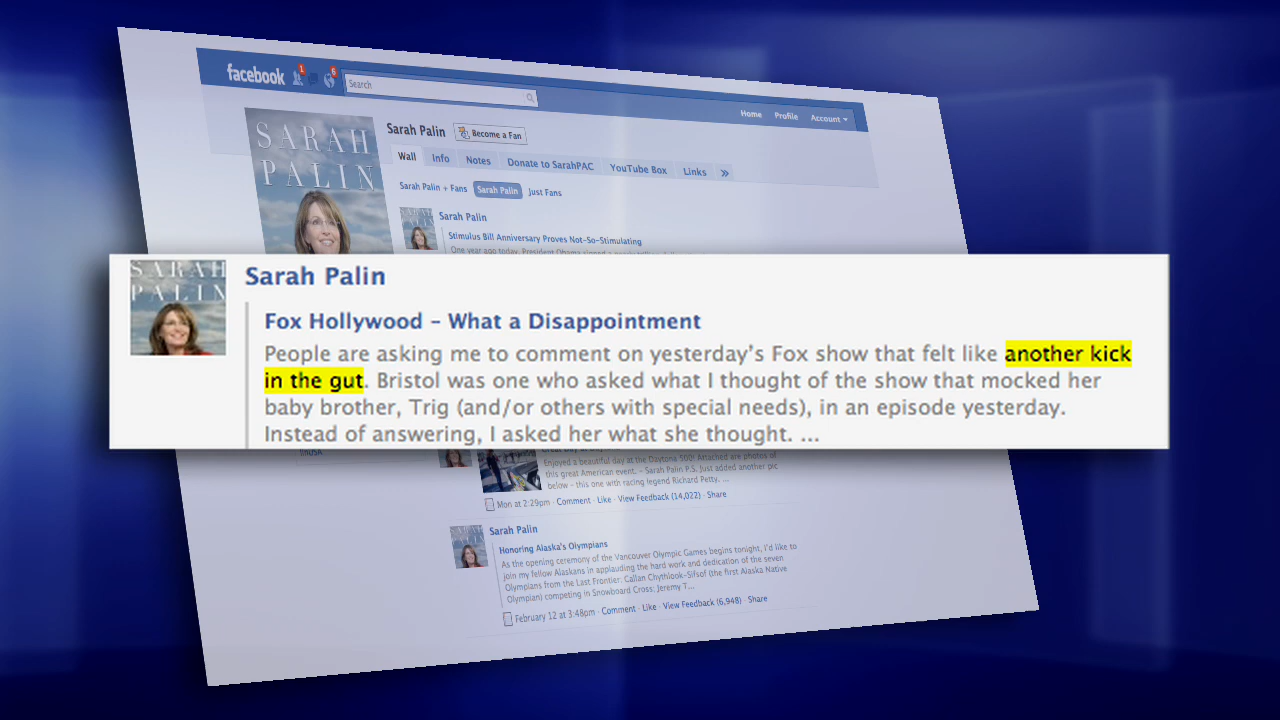 facebook
1
6
Search
Home Profile Account
SARAH
PALIN
Sarah Palin Become a Fan
Wall Info Notes Donate to SarahPAC YouTube Box Links »
Sarah Palin + Fans Sarah Palin Just Fans
Sarah Palin
Stimulus Bill Anniversary Proves Not-So-Stimulating
One year ago today, President Obama signed a
SARAH
PALIN
Sarah Palin
Fox Hollywood – What a Disappointment
People are asking me to comment on yesterday's Fox show that felt like another kick
in the gut. Bristol was one who asked what I thought of the show that mocked her
baby brother, Trig (and/or others with special needs), in an episode yesterday.
Instead of answering, I asked her what she thought. ...
Enjoyed a beautiful day at the Daytona 500! Attached are photos of
this great American event. - Sarah Palin P.S. Just added another pic
below - this one with racing legend Richard Petty. ...
Mon at 2:29pm · Comment · Like · View Feedback (14,022) · Share
Sarah Palin
Honoring Alaska's Olympians
As the opening ceremony of the Vancouver Olympic Games begins tonight, I'd like to
join my fellow Alaskans in applauding the hard work and dedication of the seven
Olympians from the Last Frontier. Callan Chythlook-Sifsof (the first Alaska Native
Olympian) competing in Snowboard Cross; Jeremy T...
February 12 at 3:48pm · Comment · Like · View Feedback (6,948) · Share